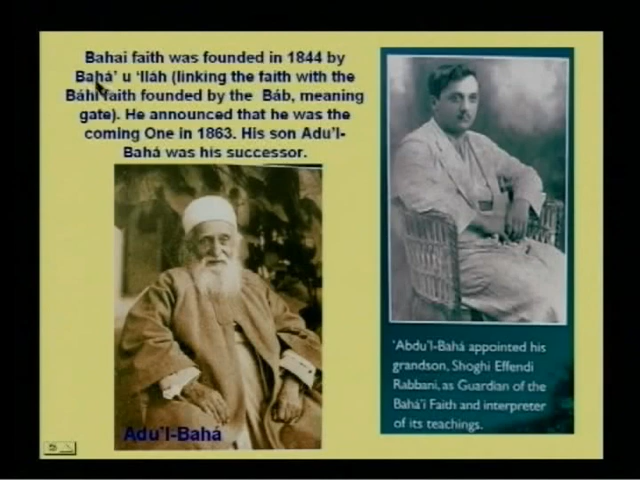 Bahai faith was founded in 1844 by
Bahá' u 'lláh (linking the faith with the
Báhi faith founded by the Báb, meaning
gate). He announced that he was the
coming One in 1863. His son Adu'l-
Bahá was his successor.
Adu'l-Bahá
'Abdu'l-Bahá appointed his
grandson, Shoghi Effendi
Rabbani, as Guardian of the
Bahá'í Faith and interpreter
of its teachings.